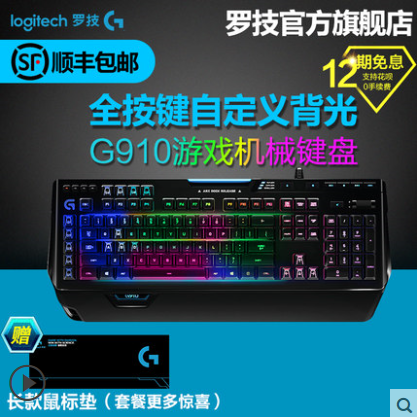 logitech 罗技 G
罗技官方旗舰店
SF 顺丰包邮
12期免息
支持花呗
0手续费
全按键自定义背光
G910游戏机械键盘
赠
长款鼠标垫（套餐更多惊喜）